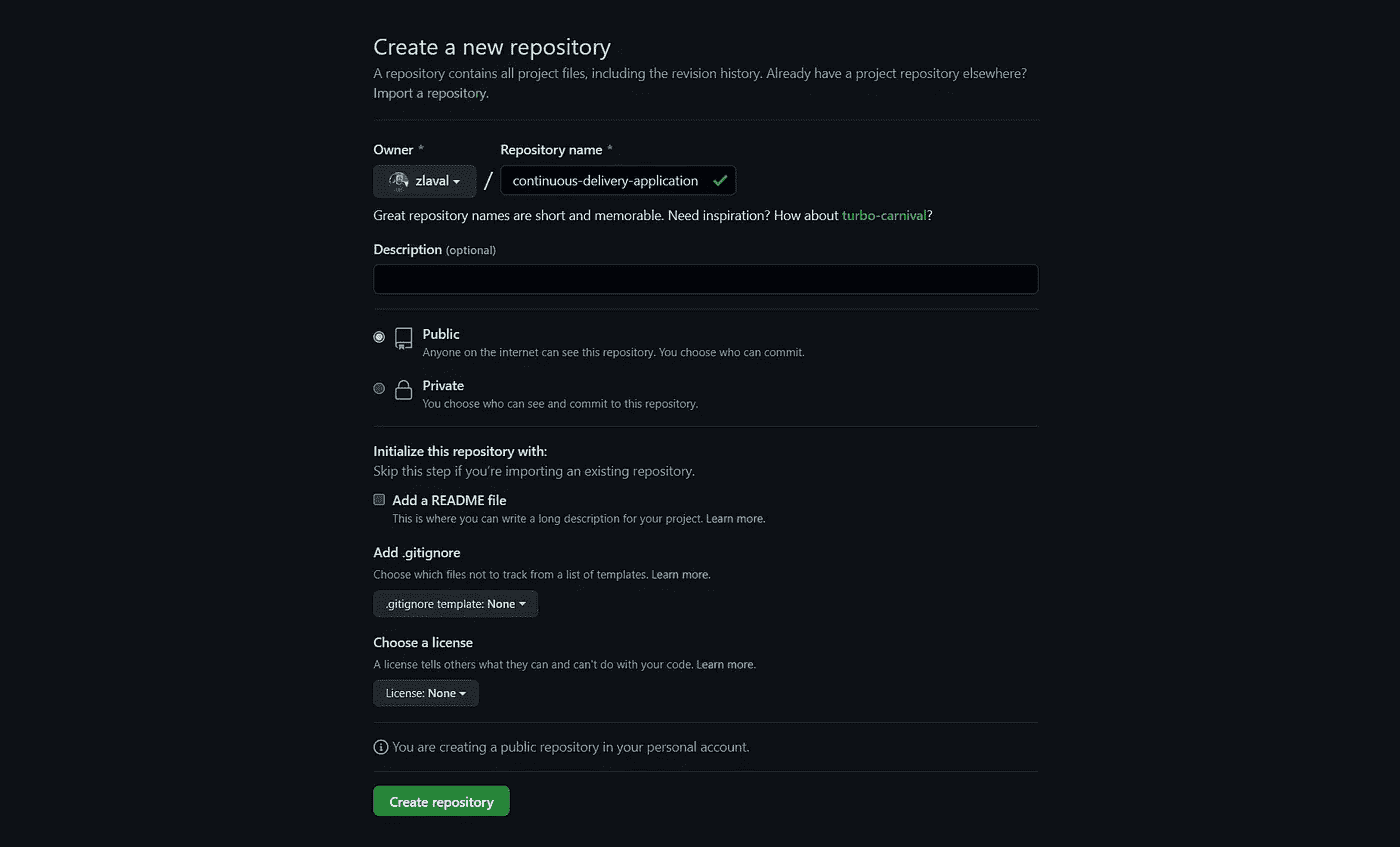 Create a new repository
A repository contains all project files, including the revision history. Already have a project repository elsewhere?
Import a repository.
Owner * Repository name *
zlaval / continuous-delivery-application
Great repository names are short and memorable. Need inspiration? How about turbo-carnival?
Description (optional)
Public
Anyone on the internet can see this repository. You choose who can commit.
Private
You choose who can see and commit to this repository.
Initialize this repository with:
Skip this step if you're importing an existing repository.
Add a README file
This is where you can write a long description for your project. Learn more.
Add .gitignore
Choose which files not to track from a list of templates. Learn more.
.gitignore template: None
Choose a license
A license tells others what they can and can't do with your code. Learn more.
License: None
You are creating a public repository in your personal account.
Create repository